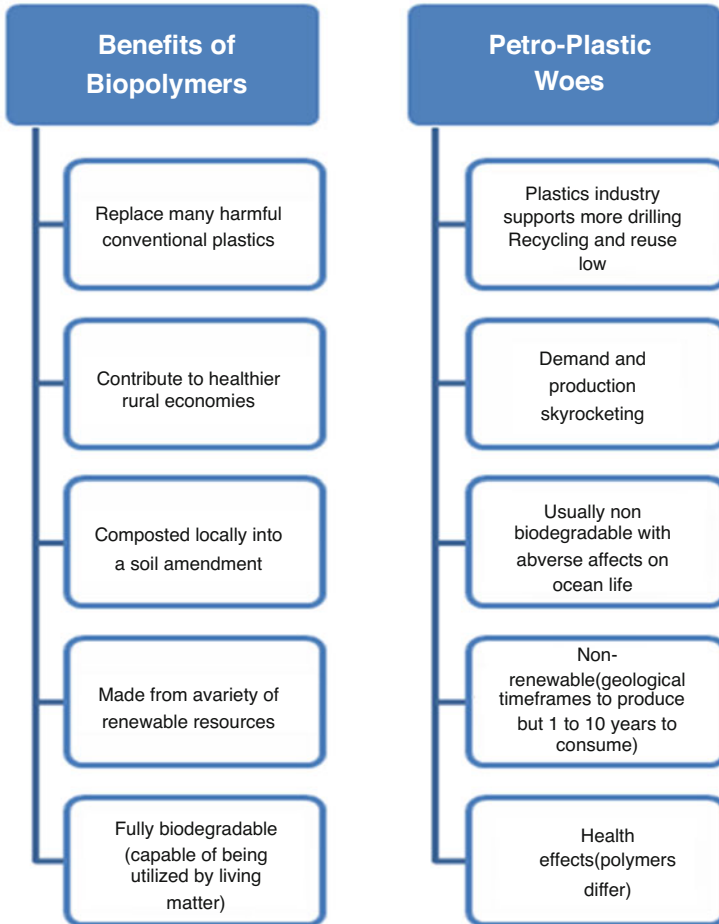 Benefits of
Biopolymers
Replace many harmful
conventional plastics
Contribute to healthier
rural economies
Composted locally into
a soil amendment
Made from avariety of
renewable resources
Fully biodegradable
(capable of being
utilized by living
matter)
Petro-Plastic
Woes
Plastics industry
supports more drilling
Recycling and reuse
low
Demand and
production
skyrocketing
Usually non
biodegradable with
abverse affects on
ocean life
Non-
renewable(geological
timeframes to produce
but 1 to 10 years to
consume)
Health
effects(polymers
differ)